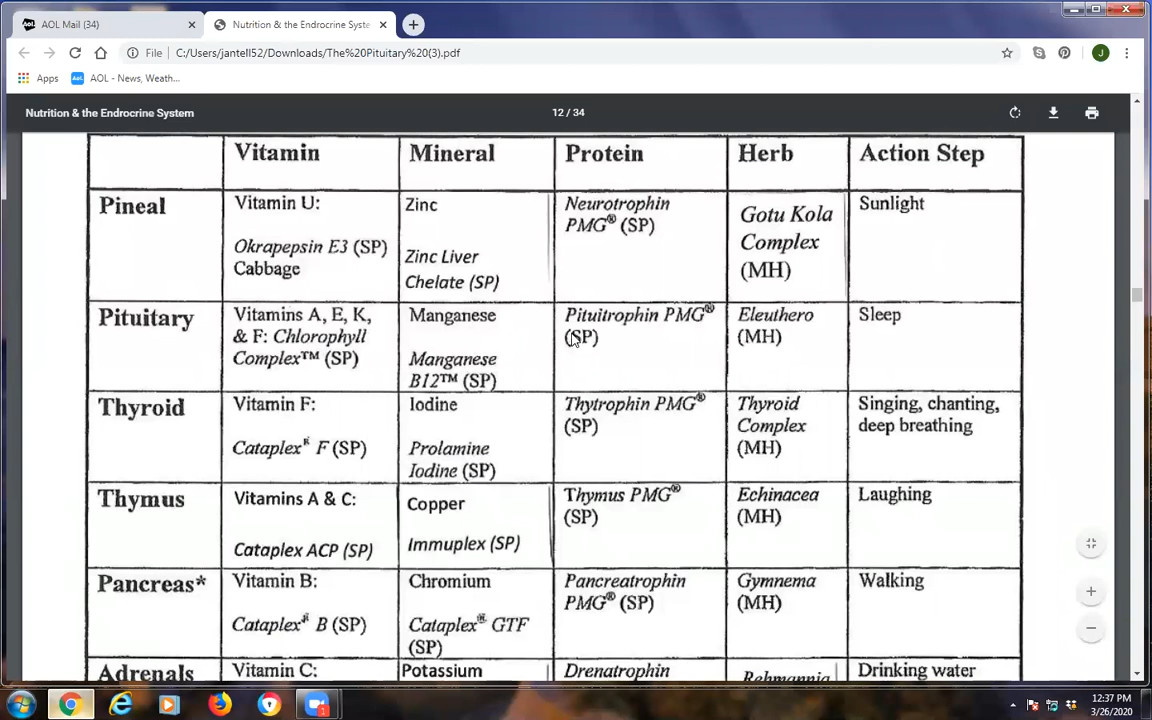 AOL Mail (34)
Nutrition & the Endocrine Syste
File
C:/Users/jantell52/Downloads/The%20Pituitary%20(3).pdf
J
Apps
AOL - News, Weath...
Nutrition & the Endocrine System
12 / 34
Vitamin Mineral Protein Herb Action Step
Pineal
Vitamin U:
Okrapepsin E3 (SP)
Cabbage
Zinc
Zinc Liver
Chelate (SP)
Neurotrophin
PMG® (SP)
Gotu Kola
Complex
(MH)
Sunlight
Pituitary
Vitamins A, E, K,
& F: Chlorophyll
Complex™ (SP)
Manganese
Manganese
B12™ (SP)
Pituitrophin PMG®
(SP)
Eleuthero
(MH)
Sleep
Thyroid
Vitamin F:
Cataplex® F (SP)
Iodine
Prolamine
Iodine (SP)
Thytrophin PMG®
(SP)
Thyroid
Complex
(MH)
Singing, chanting,
deep breathing
Thymus
Vitamins A & C:
Cataplex ACP (SP)
Copper
Immuplex (SP)
Thymus PMG®
(SP)
Echinacea
(MH)
Laughing
Pancreas*
Vitamin B:
Cataplex® B (SP)
Chromium
Cataplex® GTF
(SP)
Pancreatrophin
PMG® (SP)
Gymnema
(MH)
Walking
Adrenals
Vitamin C:
Potassium
Drenatrophin
Rehmannia
Drinking water
12:37 PM
3/26/2020